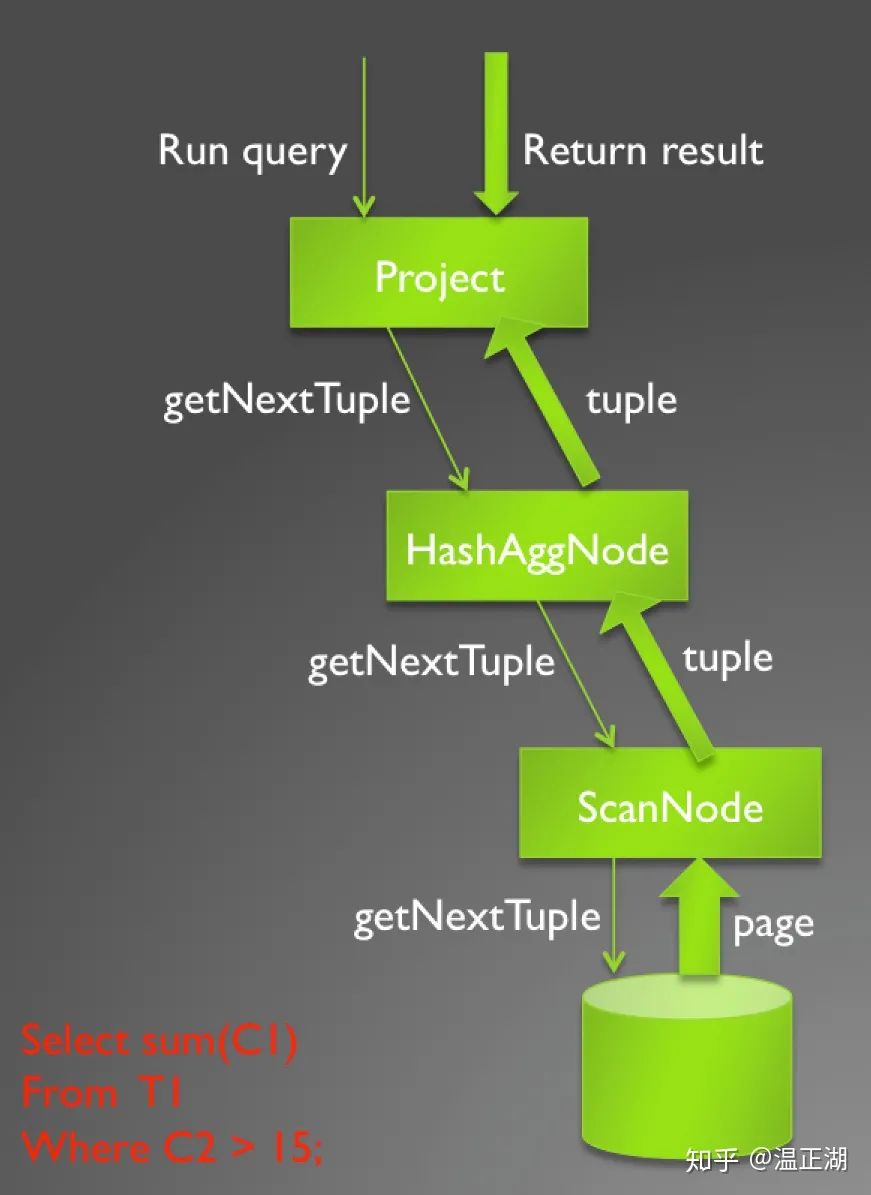 Run query
Return result
Project
getNextTuple
tuple
HashAggNode
getNextTuple
tuple
ScanNode
getNextTuple
page
Select sum(C1)
From T1
Where C2 > 15;
知乎 @温正湖